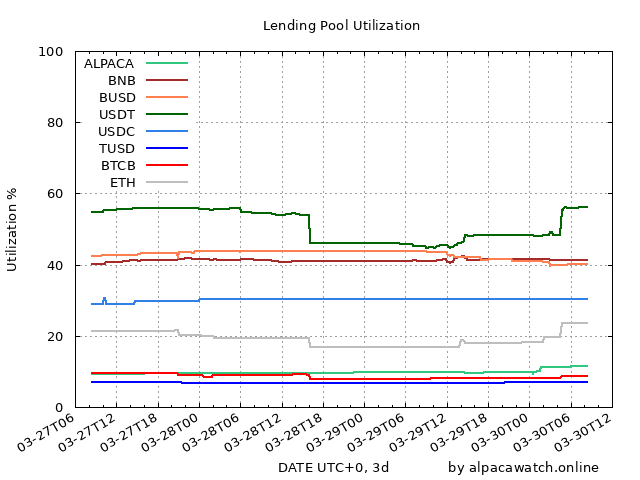 Lending Pool Utilization
Utilization %
100
80
60
40
20
0
ALPACA
BNB
BUSD
USDT
USDC
TUSD
BTCB
ETH
03-27T06
03-27T12
03-27T18
03-28T00
03-28T06
03-28T12
03-28T18
03-29T00
03-29T06
03-29T12
03-29T18
03-30T00
03-30T06
03-30T12
DATE UTC+0, 3d
by alpacawatch.online